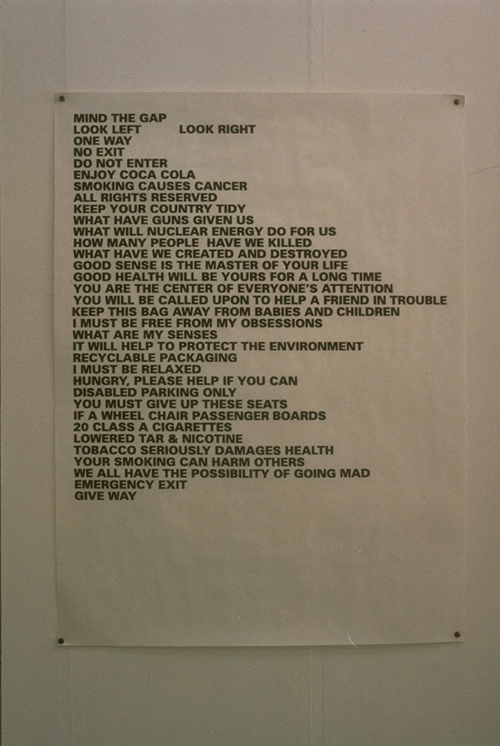 MIND THE GAP
LOOK LEFT LOOK RIGHT
ONE WAY
NO EXIT
DO NOT ENTER
ENJOY COCA COLA
SMOKING CAUSES CANCER
ALL RIGHTS RESERVED
KEEP YOUR COUNTRY TIDY
WHAT HAVE GUNS GIVEN US
WHAT WILL NUCLEAR ENERGY DO FOR US
HOW MANY PEOPLE HAVE WE KILLED
WHAT HAVE WE CREATED AND DESTROYED
GOOD SENSE IS THE MASTER OF YOUR LIFE
GOOD HEALTH WILL BE YOURS FOR A LONG TIME
YOU ARE THE CENTER OF EVERYONE'S ATTENTION
YOU WILL BE CALLED UPON TO HELP A FRIEND IN TROUBLE
KEEP THIS BAG AWAY FROM BABIES AND CHILDREN
I MUST BE FREE FROM MY OBSESSIONS
WHAT ARE MY SENSES
IT WILL HELP TO PROTECT THE ENVIRONMENT
RECYCLABLE PACKAGING
I MUST BE RELAXED
HUNGRY, PLEASE HELP IF YOU CAN
DISABLED PARKING ONLY
YOU MUST GIVE UP THESE SEATS
IF A WHEEL CHAIR PASSENGER BOARDS
20 CLASS A CIGARETTES
LOWERED TAR & NICOTINE
TOBACCO SERIOUSLY DAMAGES HEALTH
YOUR SMOKING CAN HARM OTHERS
WE ALL HAVE THE POSSIBILITY OF GOING MAD
EMERGENCY EXIT
GIVE WAY